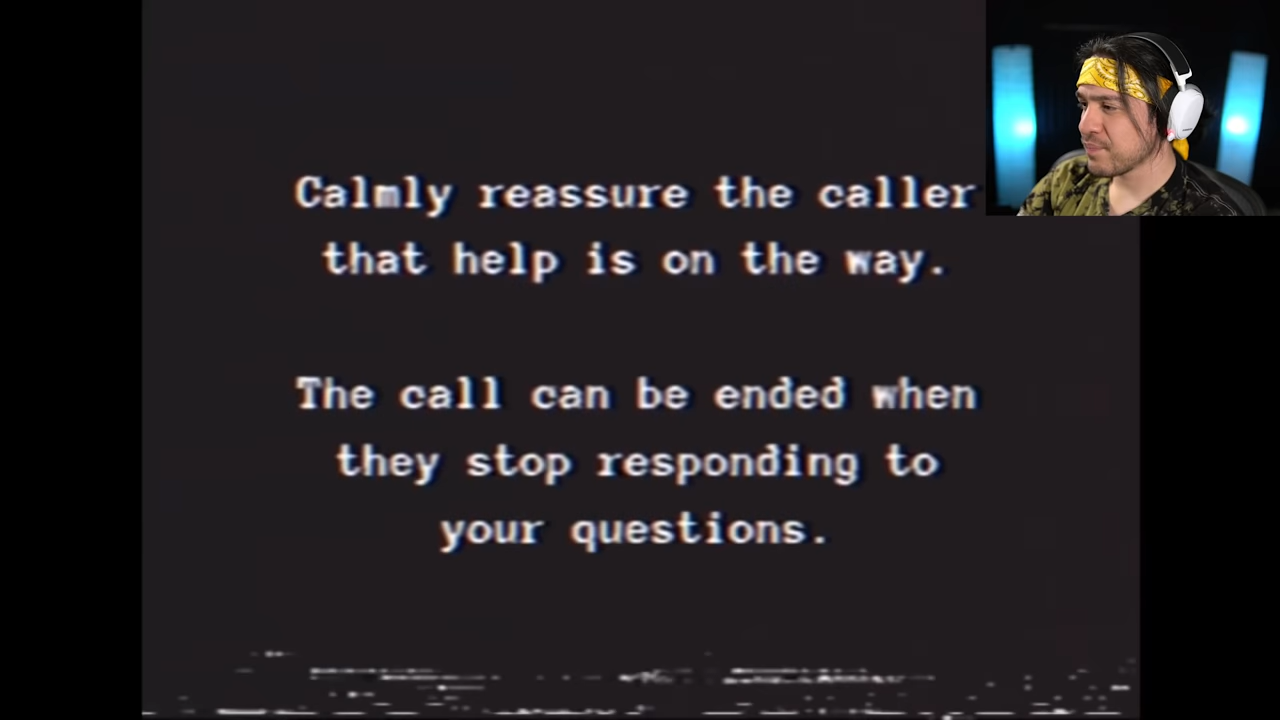 Calmly reassure the caller
that help is on the way.
The call can be ended when
they stop responding to
your questions.